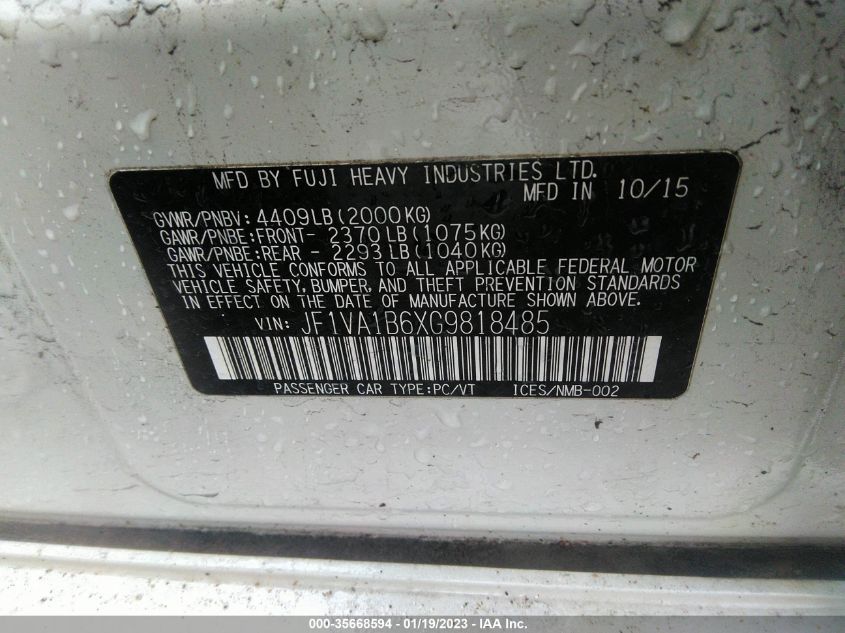 MFD BY FUJI HEAVY INDUSTRIES LTD.
MFD IN 10/15
GVWR/PNBV: 4409LB(2000KG)
GAWR/PNBE:FRONT- 2370LB(1075KG)
GAWR/PNBE:REAR - 2293LB(1040KG)
THIS VEHICLE CONFORMS TO ALL APPLICABLE FEDERAL MOTOR
VEHICLE SAFETY, BUMPER, AND THEFT PREVENTION STANDARDS
IN EFFECT ON THE DATE OF MANUFACTURE SHOWN ABOVE.
VIN: JF1VA1B6XG9818485
PASSENGER CAR TYPE:PC/VT ICES/NMB-002
000-35668594 - 01/19/2023 - IAA Inc.